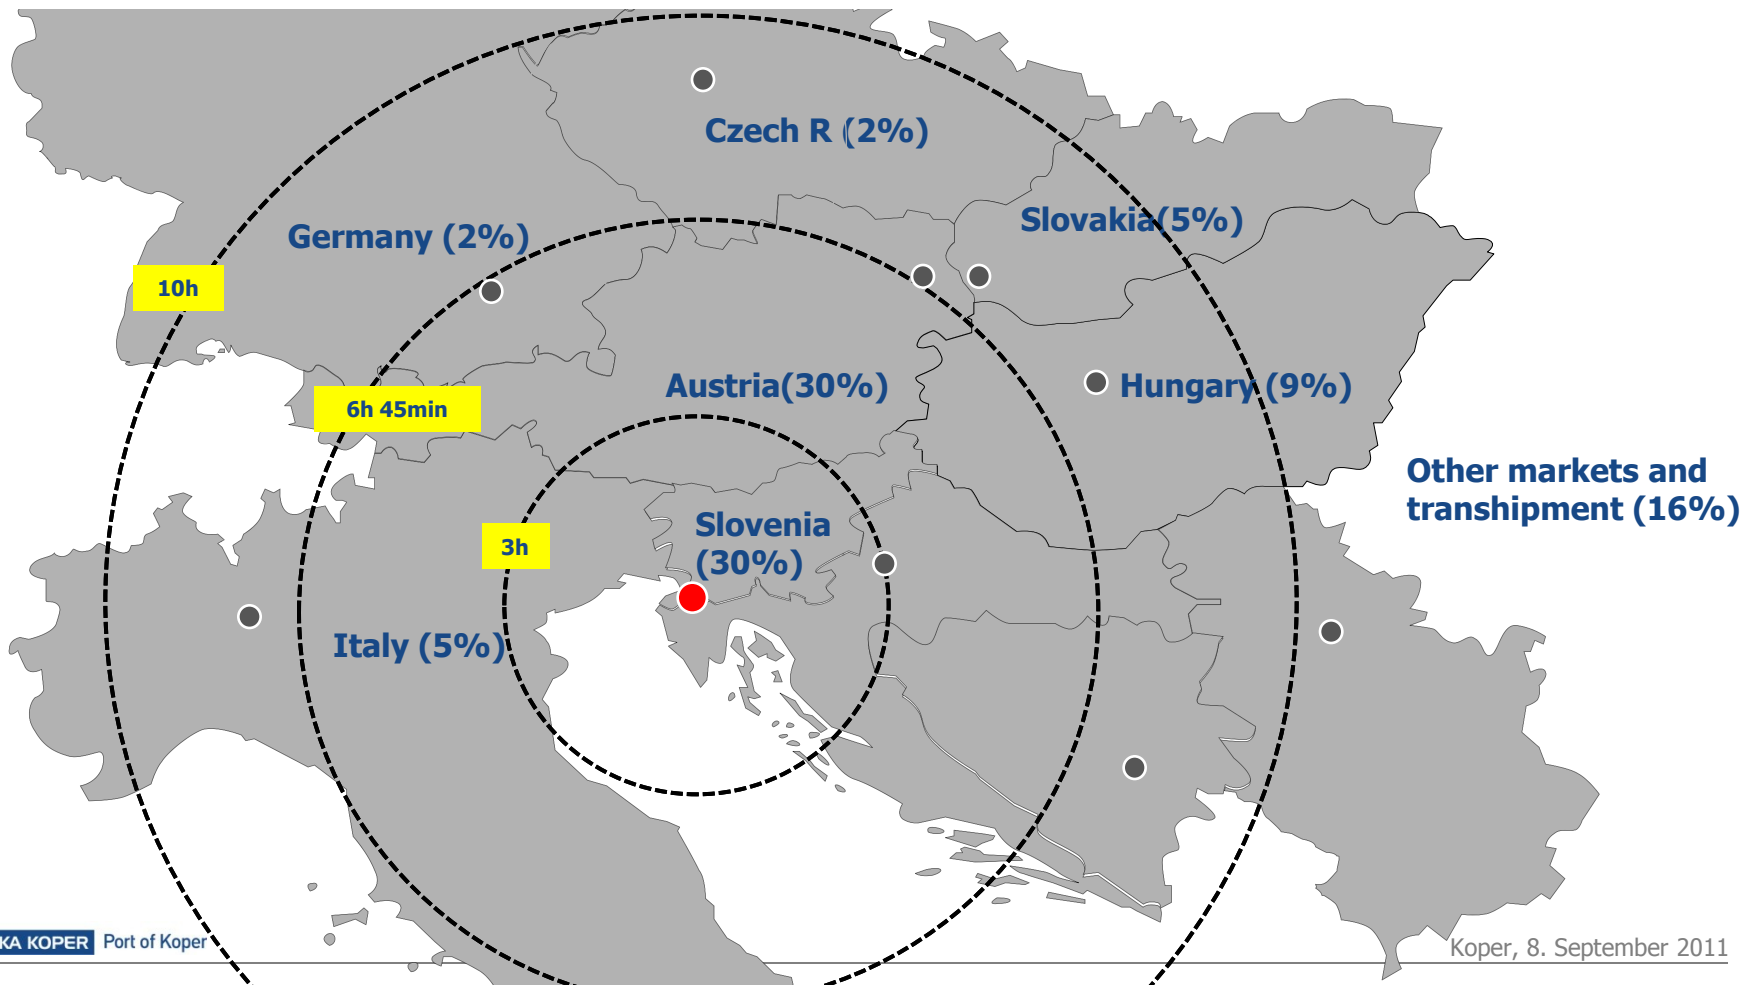 Czech R (2%)
Slovakia(5%)
Germany (2%)
10h
Austria(30%)
Hungary (9%)
6h 45min
Other markets and
transhipment (16%)
Slovenia
(30%)
3h
Italy (5%)
KA KOPER Port of Koper
Koper, 8. September 2011